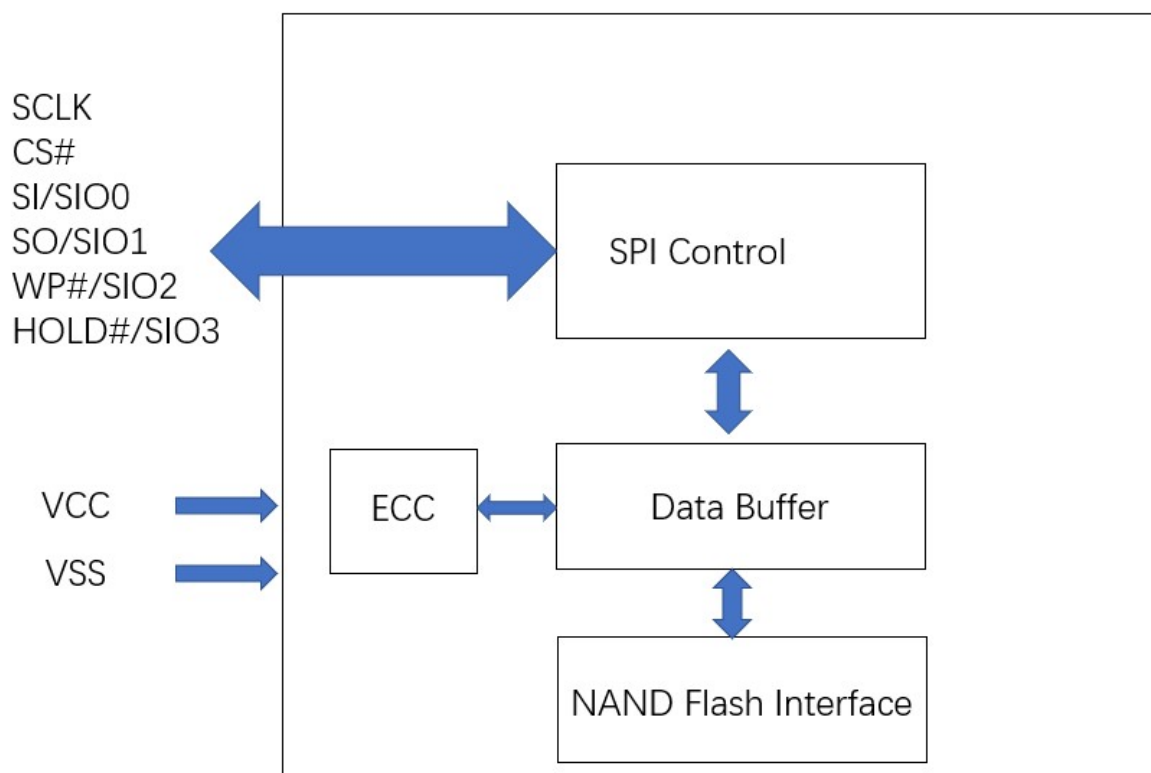 SCLK
CS#
SI/SIO0
SO/SIO1
WP#/SIO2
HOLD#/SIO3
SPI Control
VCC
ECC
Data Buffer
VSS
NAND Flash Interface